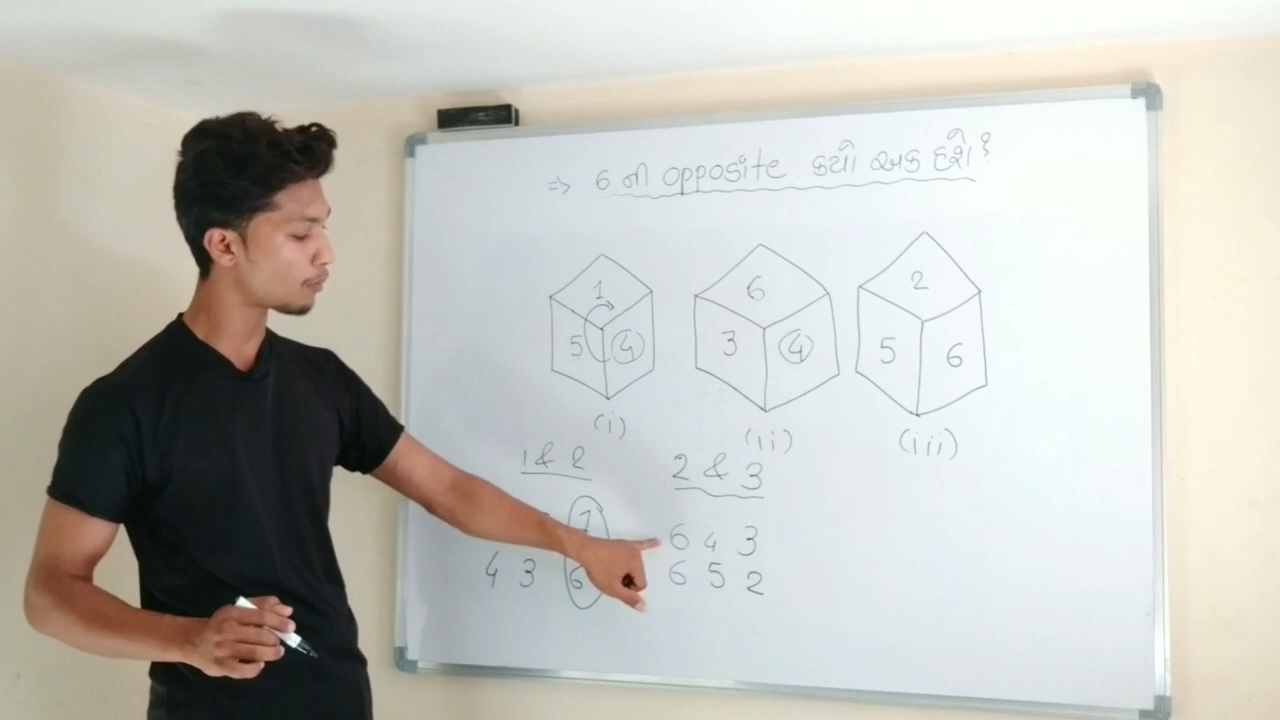 ⇒ 6 ની opposite કયો અંક હશે?
1
5 4
(i)
6
3 4
(ii)
2
5 6
(iii)
1 & 2
1
4 3 6
2 & 3
6 4 3
6 5 2